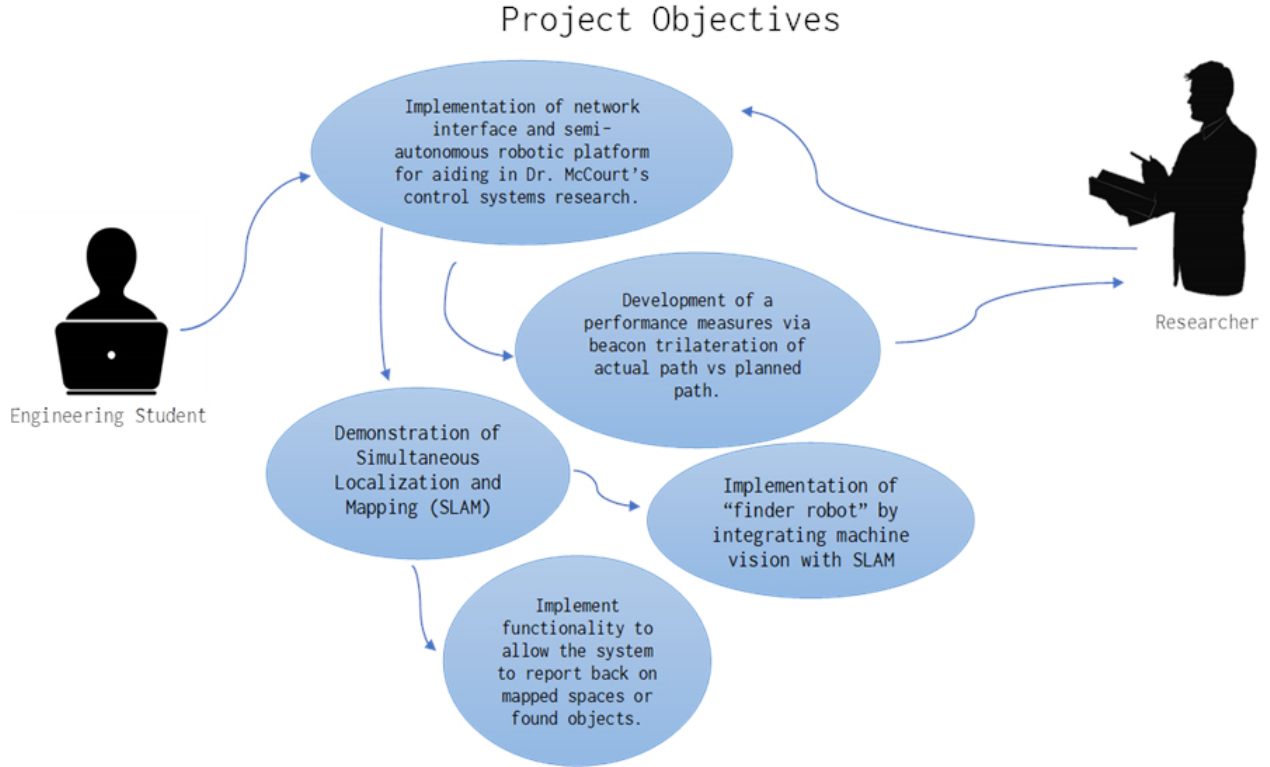 Project Objectives
Implementation of network
interface and semi-
autonomous robotic platform
for aiding in Dr. McCourt's
control systems research.
Researcher
Development of a
performance measures via
beacon trilateration of
actual path vs planned
path.
Engineering Student
Demonstration of
Simultaneous
Localization and
Mapping (SLAM)
Implementation of
“finder robot” by
integrating machine
vision with SLAM
Implement
functionality to
allow the system
to report back on
mapped spaces or
found objects.